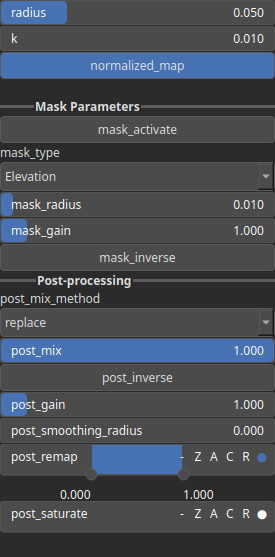 radius 0.050
k 0.010
normalized_map
Mask Parameters
mask_activate
mask_type
Elevation
mask_radius 0.010
mask_gain 1.000
mask_inverse
Post-processing
post_mix_method
replace
post_mix 1.000
post_inverse
post_gain 1.000
post_smoothing_radius 0.000
post_remap - Z A C R
0.000 1.000
post_saturate - Z A C R